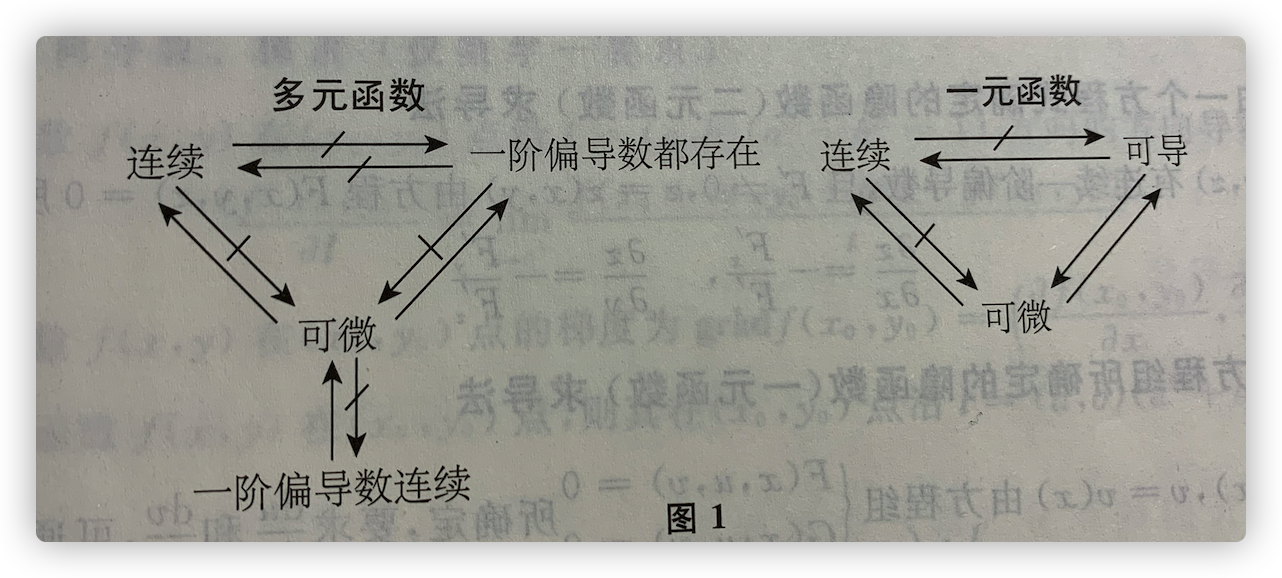 多元函数
一元函数
连续
一阶偏导数都存在
连续
可导
可微
可微
一阶偏导数连续
图 1